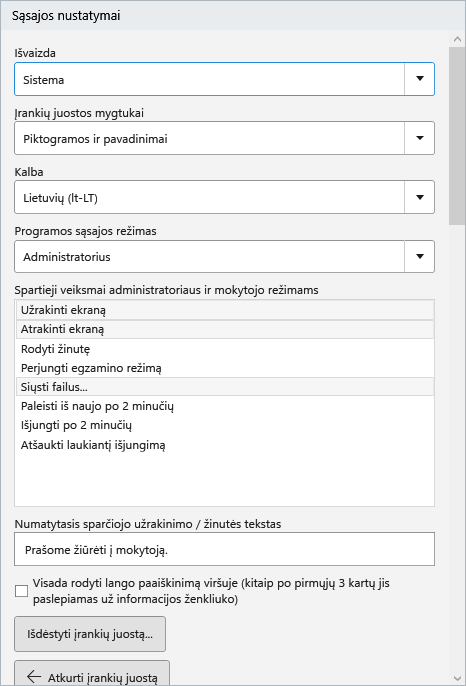 Sąsajos nustatymai
Išvaizda
Sistema
Įrankių juostos mygtukai
Piktogramos ir pavadinimai
Kalba
Lietuvių (lt-LT)
Programos sąsajos režimas
Administratorius
Spartieji veiksmai administratoriaus ir mokytojo režimams
Užrakinti ekraną
Atrakinti ekraną
Rodyti žinutę
Perjungti egzamino režimą
Siųsti failus...
Paleisti iš naujo po 2 minučių
Išjungti po 2 minučių
Atšaukti laukiantį išjungimą
Numatytasis sparčiojo užrakinimo / žinutės tekstas
Prašome žiūrėti į mokytoją.
Visada rodyti lango paaiškinimą viršuje (kitaip po pirmųjų 3 kartų jis
paslepiamas už informacijos ženkliuko)
Išdėstyti įrankių juostą...
Atkurti įrankių juostą